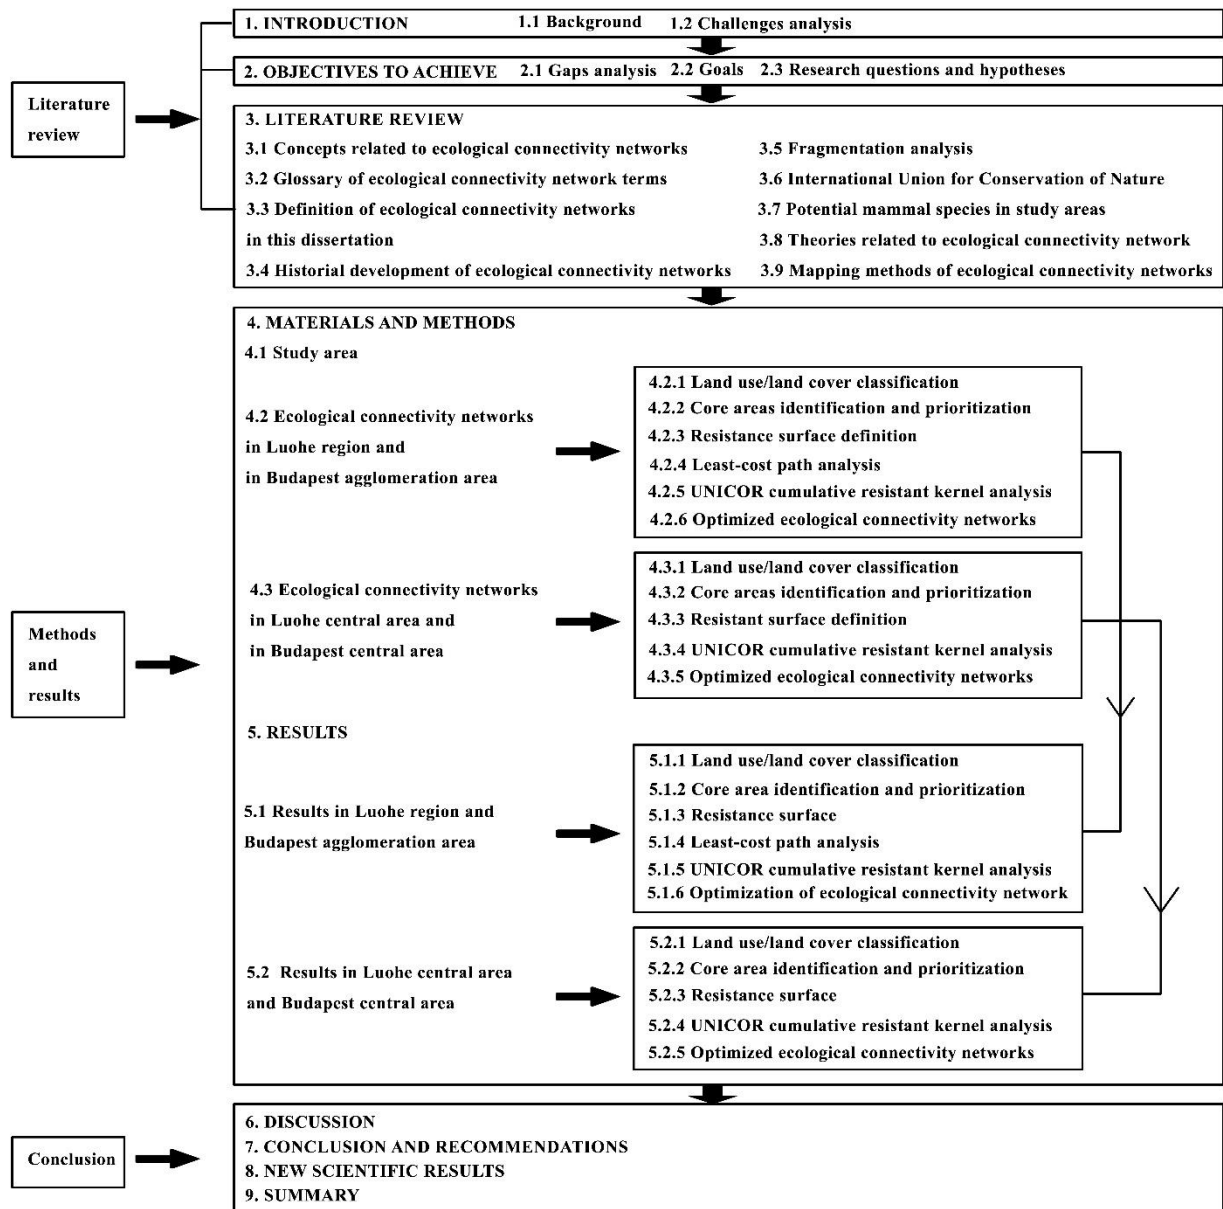 1. INTRODUCTION 1.1 Background 1.2 Challenges analysis
2. OBJECTIVES TO ACHIEVE 2.1 Gaps analysis 2.2 Goals 2.3 Research questions and hypotheses
Literature
review
3. LITERATURE REVIEW
3.1 Concepts related to ecological connectivity networks
3.2 Glossary of ecological connectivity network terms
3.3 Definition of ecological connectivity networks
in this dissertation
3.4 Historial development of ecological connectivity networks
3.5 Fragmentation analysis
3.6 International Union for Conservation of Nature
3.7 Potential mammal species in study areas
3.8 Theories related to ecological connectivity network
3.9 Mapping methods of ecological connectivity networks
Methods
and
results
4. MATERIALS AND METHODS
4.1 Study area
4.2 Ecological connectivity networks
in Luohe region and
in Budapest agglomeration area
4.2.1 Land use/land cover classification
4.2.2 Core areas identification and prioritization
4.2.3 Resistance surface definition
4.2.4 Least-cost path analysis
4.2.5 UNICOR cumulative resistant kernel analysis
4.2.6 Optimized ecological connectivity networks
4.3 Ecological connectivity networks
in Luohe central area and
in Budapest central area
4.3.1 Land use/land cover classification
4.3.2 Core areas identification and prioritization
4.3.3 Resistant surface definition
4.3.4 UNICOR cumulative resistant kernel analysis
4.3.5 Optimized ecological connectivity networks
5. RESULTS
5.1 Results in Luohe region and
Budapest agglomeration area
5.1.1 Land use/land cover classification
5.1.2 Core area identification and prioritization
5.1.3 Resistance surface
5.1.4 Least-cost path analysis
5.1.5 UNICOR cumulative resistant kernel analysis
5.1.6 Optimization of ecological connectivity network
5.2 Results in Luohe central area
and Budapest central area
5.2.1 Land use/land cover classification
5.2.2 Core area identification and prioritization
5.2.3 Resistance surface
5.2.4 UNICOR cumulative resistant kernel analysis
5.2.5 Optimized ecological connectivity networks
Conclusion
6. DISCUSSION
7. CONCLUSION AND RECOMMENDATIONS
8. NEW SCIENTIFIC RESULTS
9. SUMMARY